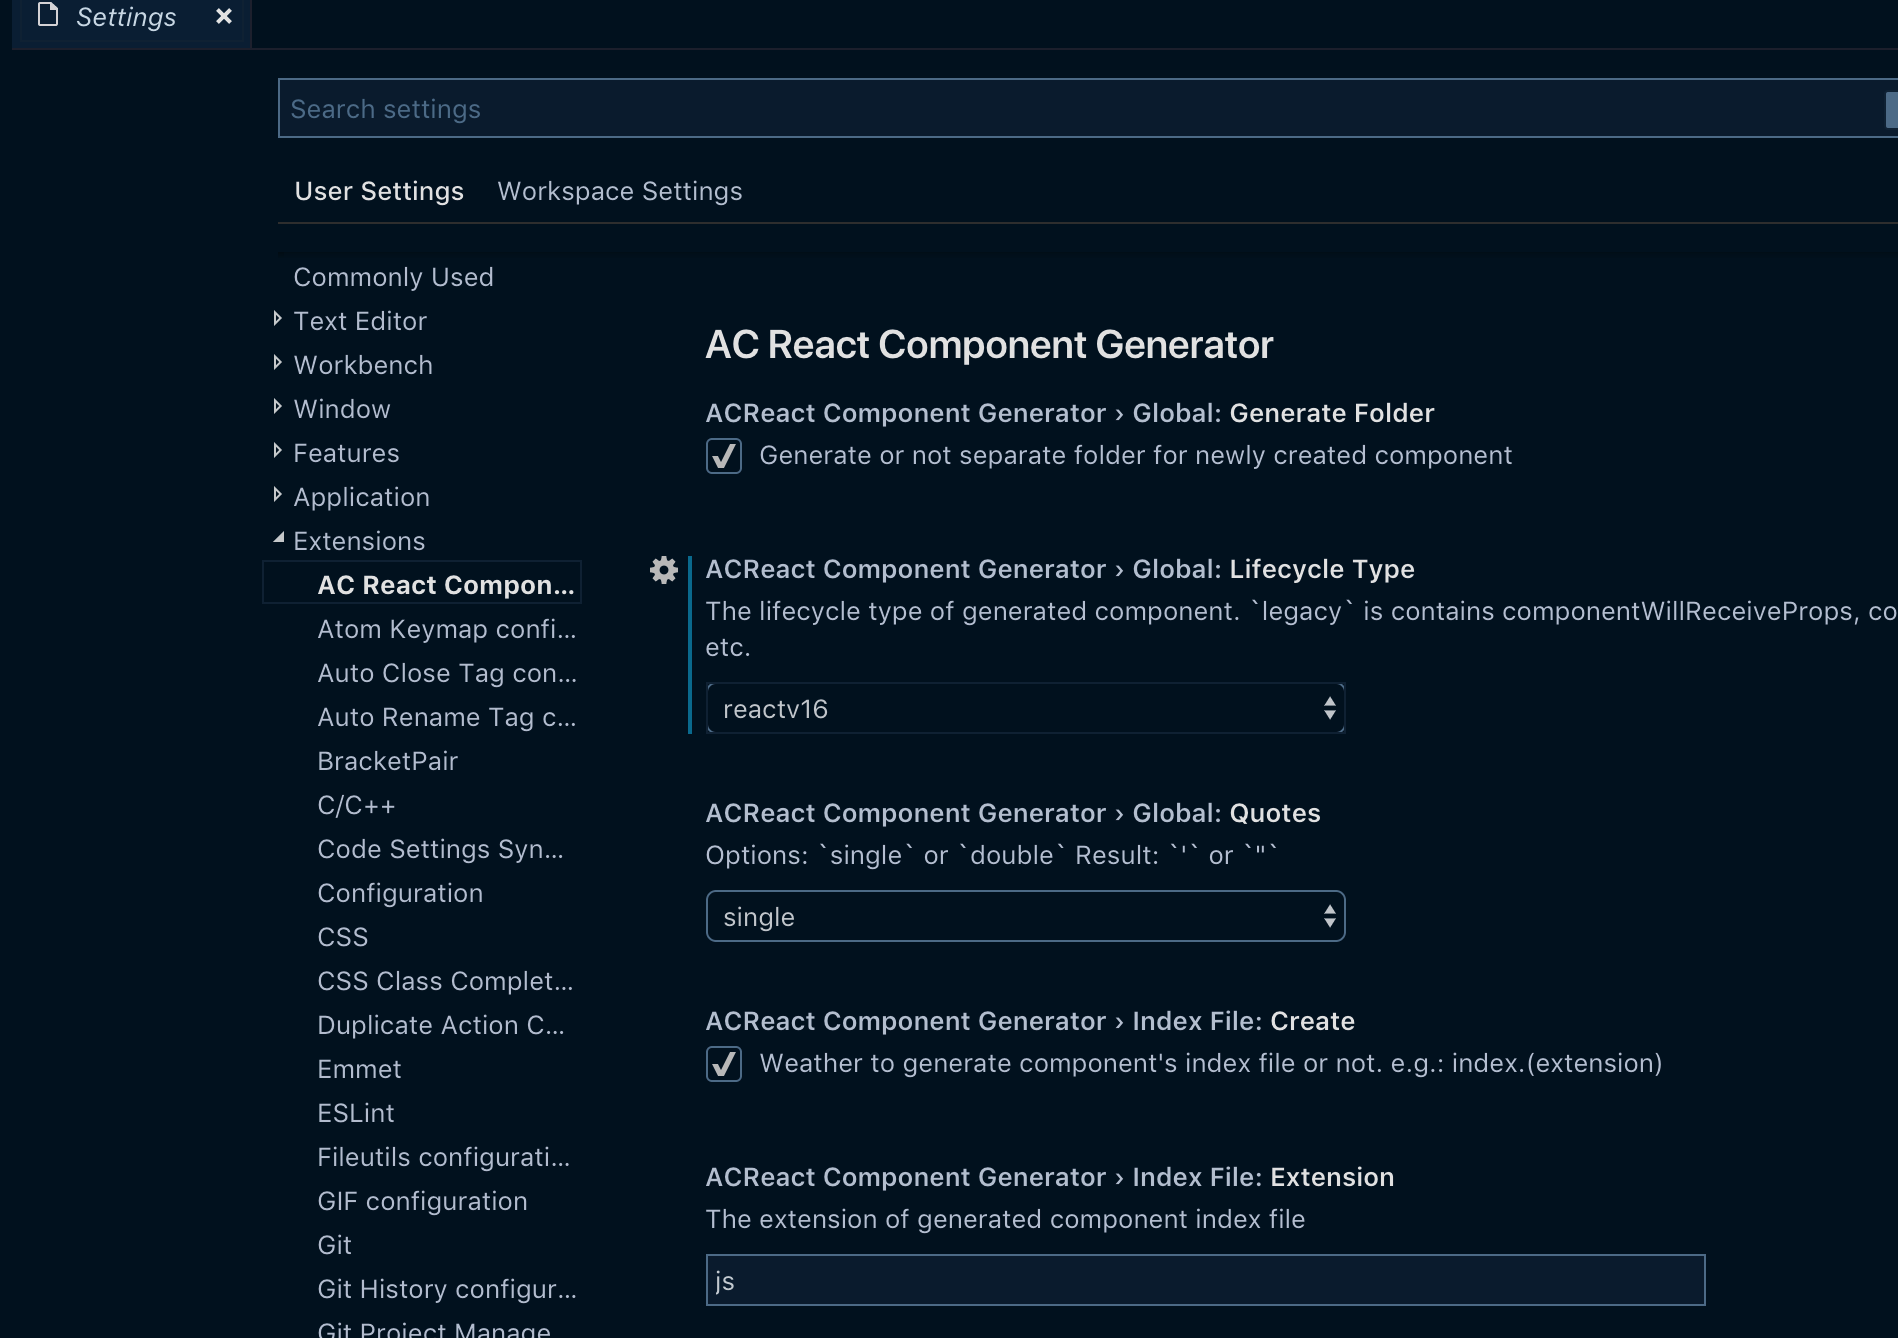 Settings
Search settings
User Settings
Workspace Settings
Commonly Used
Text Editor
Workbench
Window
Features
Application
Extensions
AC React Compon...
Atom Keymap confi...
Auto Close Tag con...
Auto Rename Tag c...
BracketPair
C/C++
Code Settings Syn...
Configuration
CSS
CSS Class Complet...
Duplicate Action C...
Emmet
ESLint
Fileutils configurati...
GIF configuration
Git
Git History configur...
Git Project Manage
AC React Component Generator
ACReact Component Generator › Global: Generate Folder
Generate or not separate folder for newly created component
ACReact Component Generator › Global: Lifecycle Type
The lifecycle type of generated component. `legacy` is contains componentWillReceiveProps, co
etc.
reactv16
ACReact Component Generator › Global: Quotes
Options: `single` or `double` Result: `'` or `"`
single
ACReact Component Generator › Index File: Create
Weather to generate component's index file or not. e.g.: index.(extension)
ACReact Component Generator › Index File: Extension
The extension of generated component index file
js